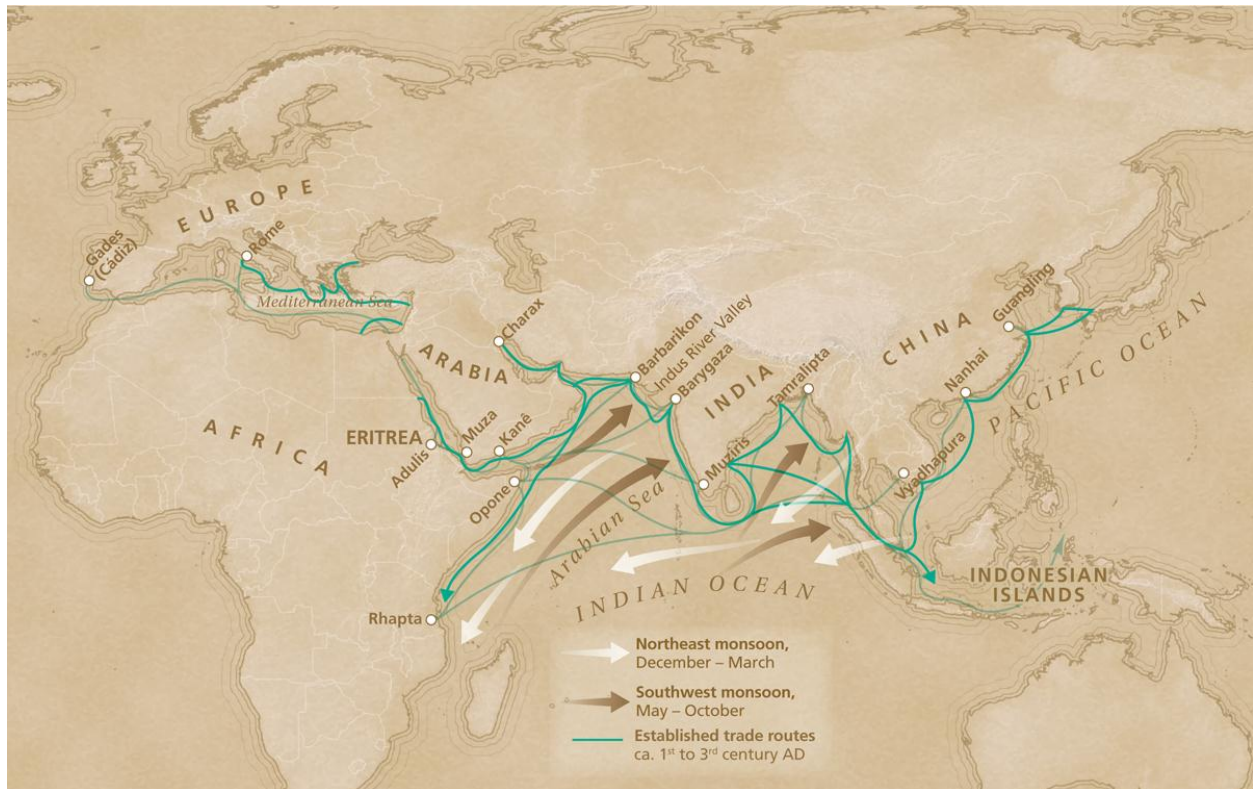 EUROPE
Gades
(Cádiz)
Rome
Mediterranean Sea
ARABIA
Charax
AFRICA
ERITREA
Adulis
Muza
Kanê
Opone
Rhapta
Barbarikon
Indus River Valley
Barygaza
INDIA
Tamralipta
Muziris
Arabian Sea
INDIAN OCEAN
CHINA
Guangling
Nanhai
Vyadhapura
PACIFIC OCEAN
INDONESIAN
ISLANDS
Northeast monsoon,
December – March
Southwest monsoon,
May – October
Established trade routes
ca. 1st to 3rd century AD